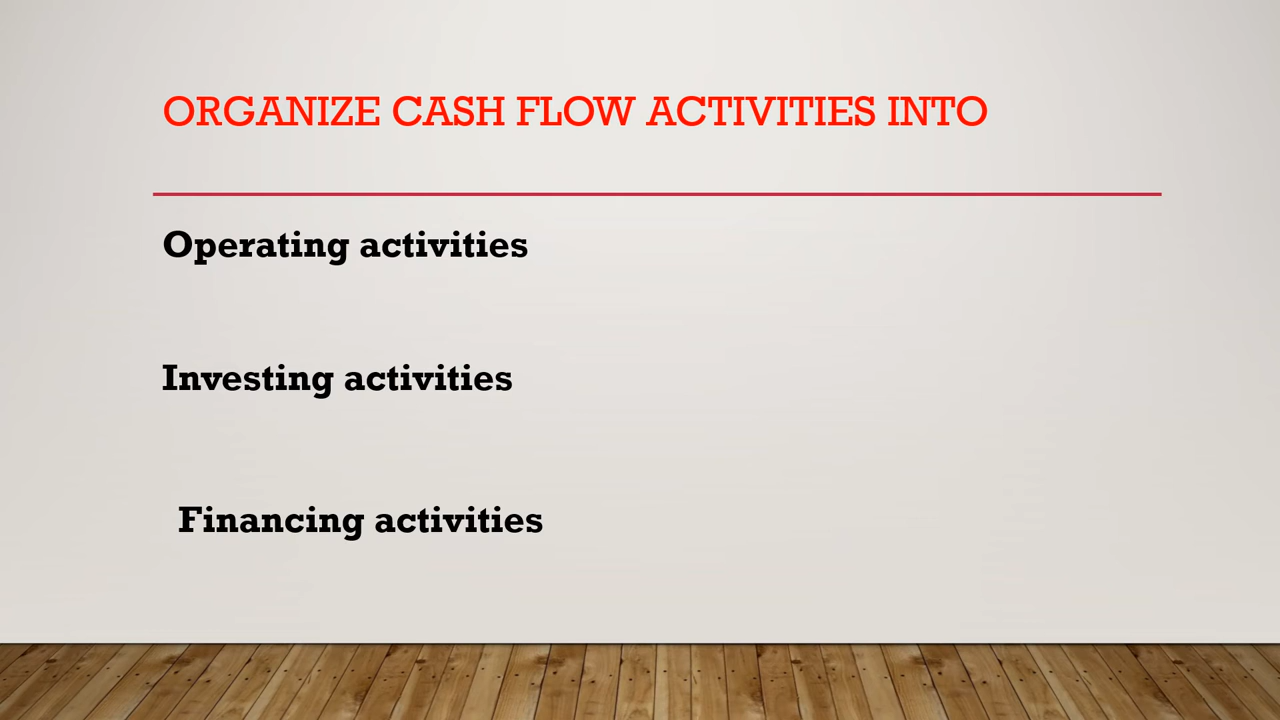 ORGANIZE CASH FLOW ACTIVITIES INTO
Operating activities
Investing activities
Financing activities